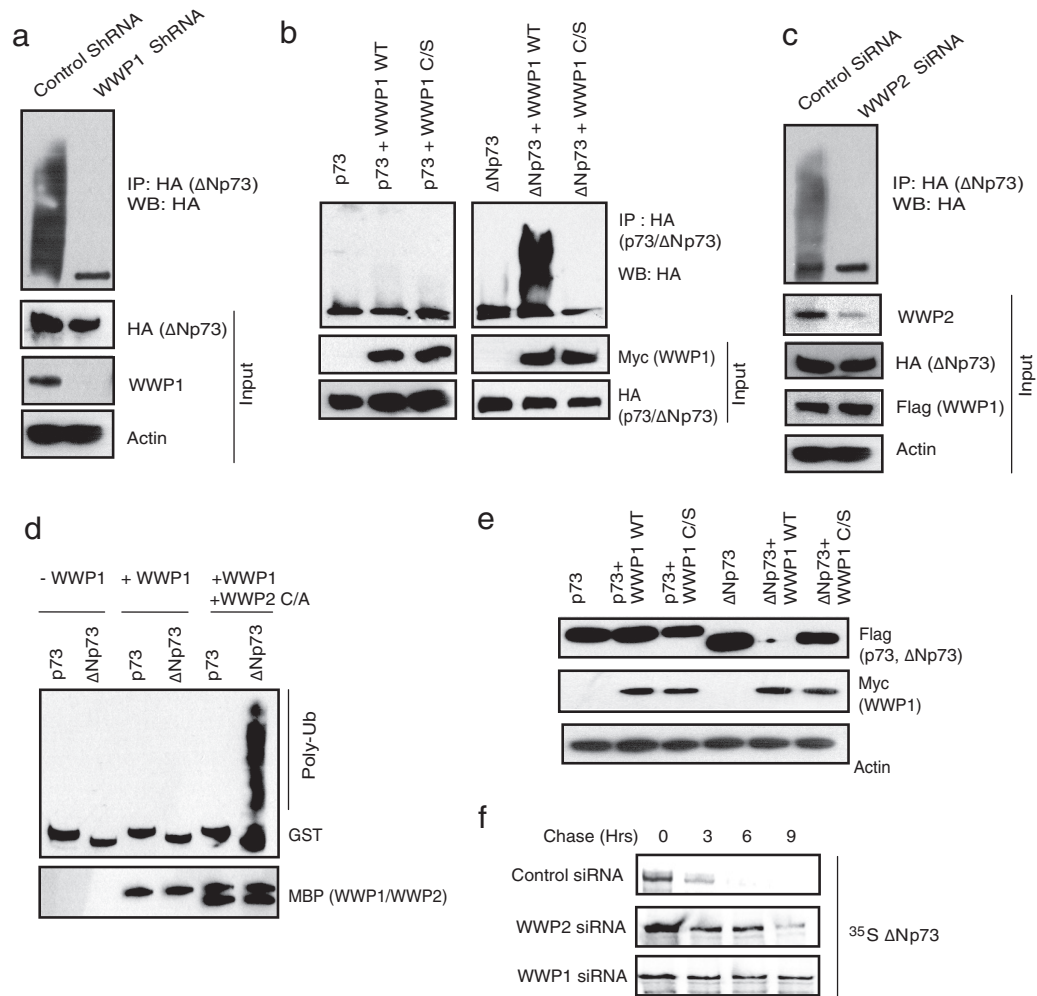 a
Control ShRNA
WWP1 ShRNA
IP: HA (ΔNp73)
WB: HA
HA (ΔNp73)
WWP1
Actin
Input
b
p73
p73 + WWP1 WT
p73 + WWP1 C/S
ΔNp73
ΔNp73 + WWP1 WT
ΔNp73 + WWP1 C/S
IP : HA
(p73/ΔNp73)
WB: HA
Myc (WWP1)
HA
(p73/ΔNp73)
Input
c
Control SiRNA
WWP2 SiRNA
IP: HA (ΔNp73)
WB: HA
WWP2
HA (ΔNp73)
Flag (WWP1)
Actin
Input
d
- WWP1
+ WWP1
+WWP1
+WWP2 C/A
p73
ΔNp73
p73
ΔNp73
p73
ΔNp73
Poly-Ub
GST
MBP (WWP1/WWP2)
e
p73
p73+
WWP1 WT
p73+
WWP1 C/S
ΔNp73
ΔNp73+
WWP1 WT
ΔNp73+
WWP1 C/S
Flag
(p73, ΔNp73)
Myc
(WWP1)
Actin
f
Chase (Hrs) 0 3 6 9
Control siRNA
WWP2 siRNA
WWP1 siRNA
³⁵S ΔNp73